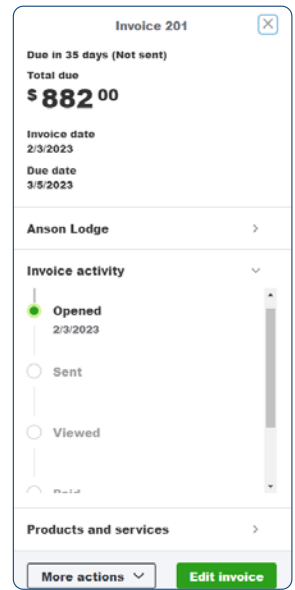 Invoice 201
Due in 35 days (Not sent)
Total due
$882 00
Invoice date
2/3/2023
Due date
3/5/2023
Anson Lodge
Invoice activity
Opened
2/3/2023
Sent
Viewed
Paid
Products and services
More actions
Edit invoice